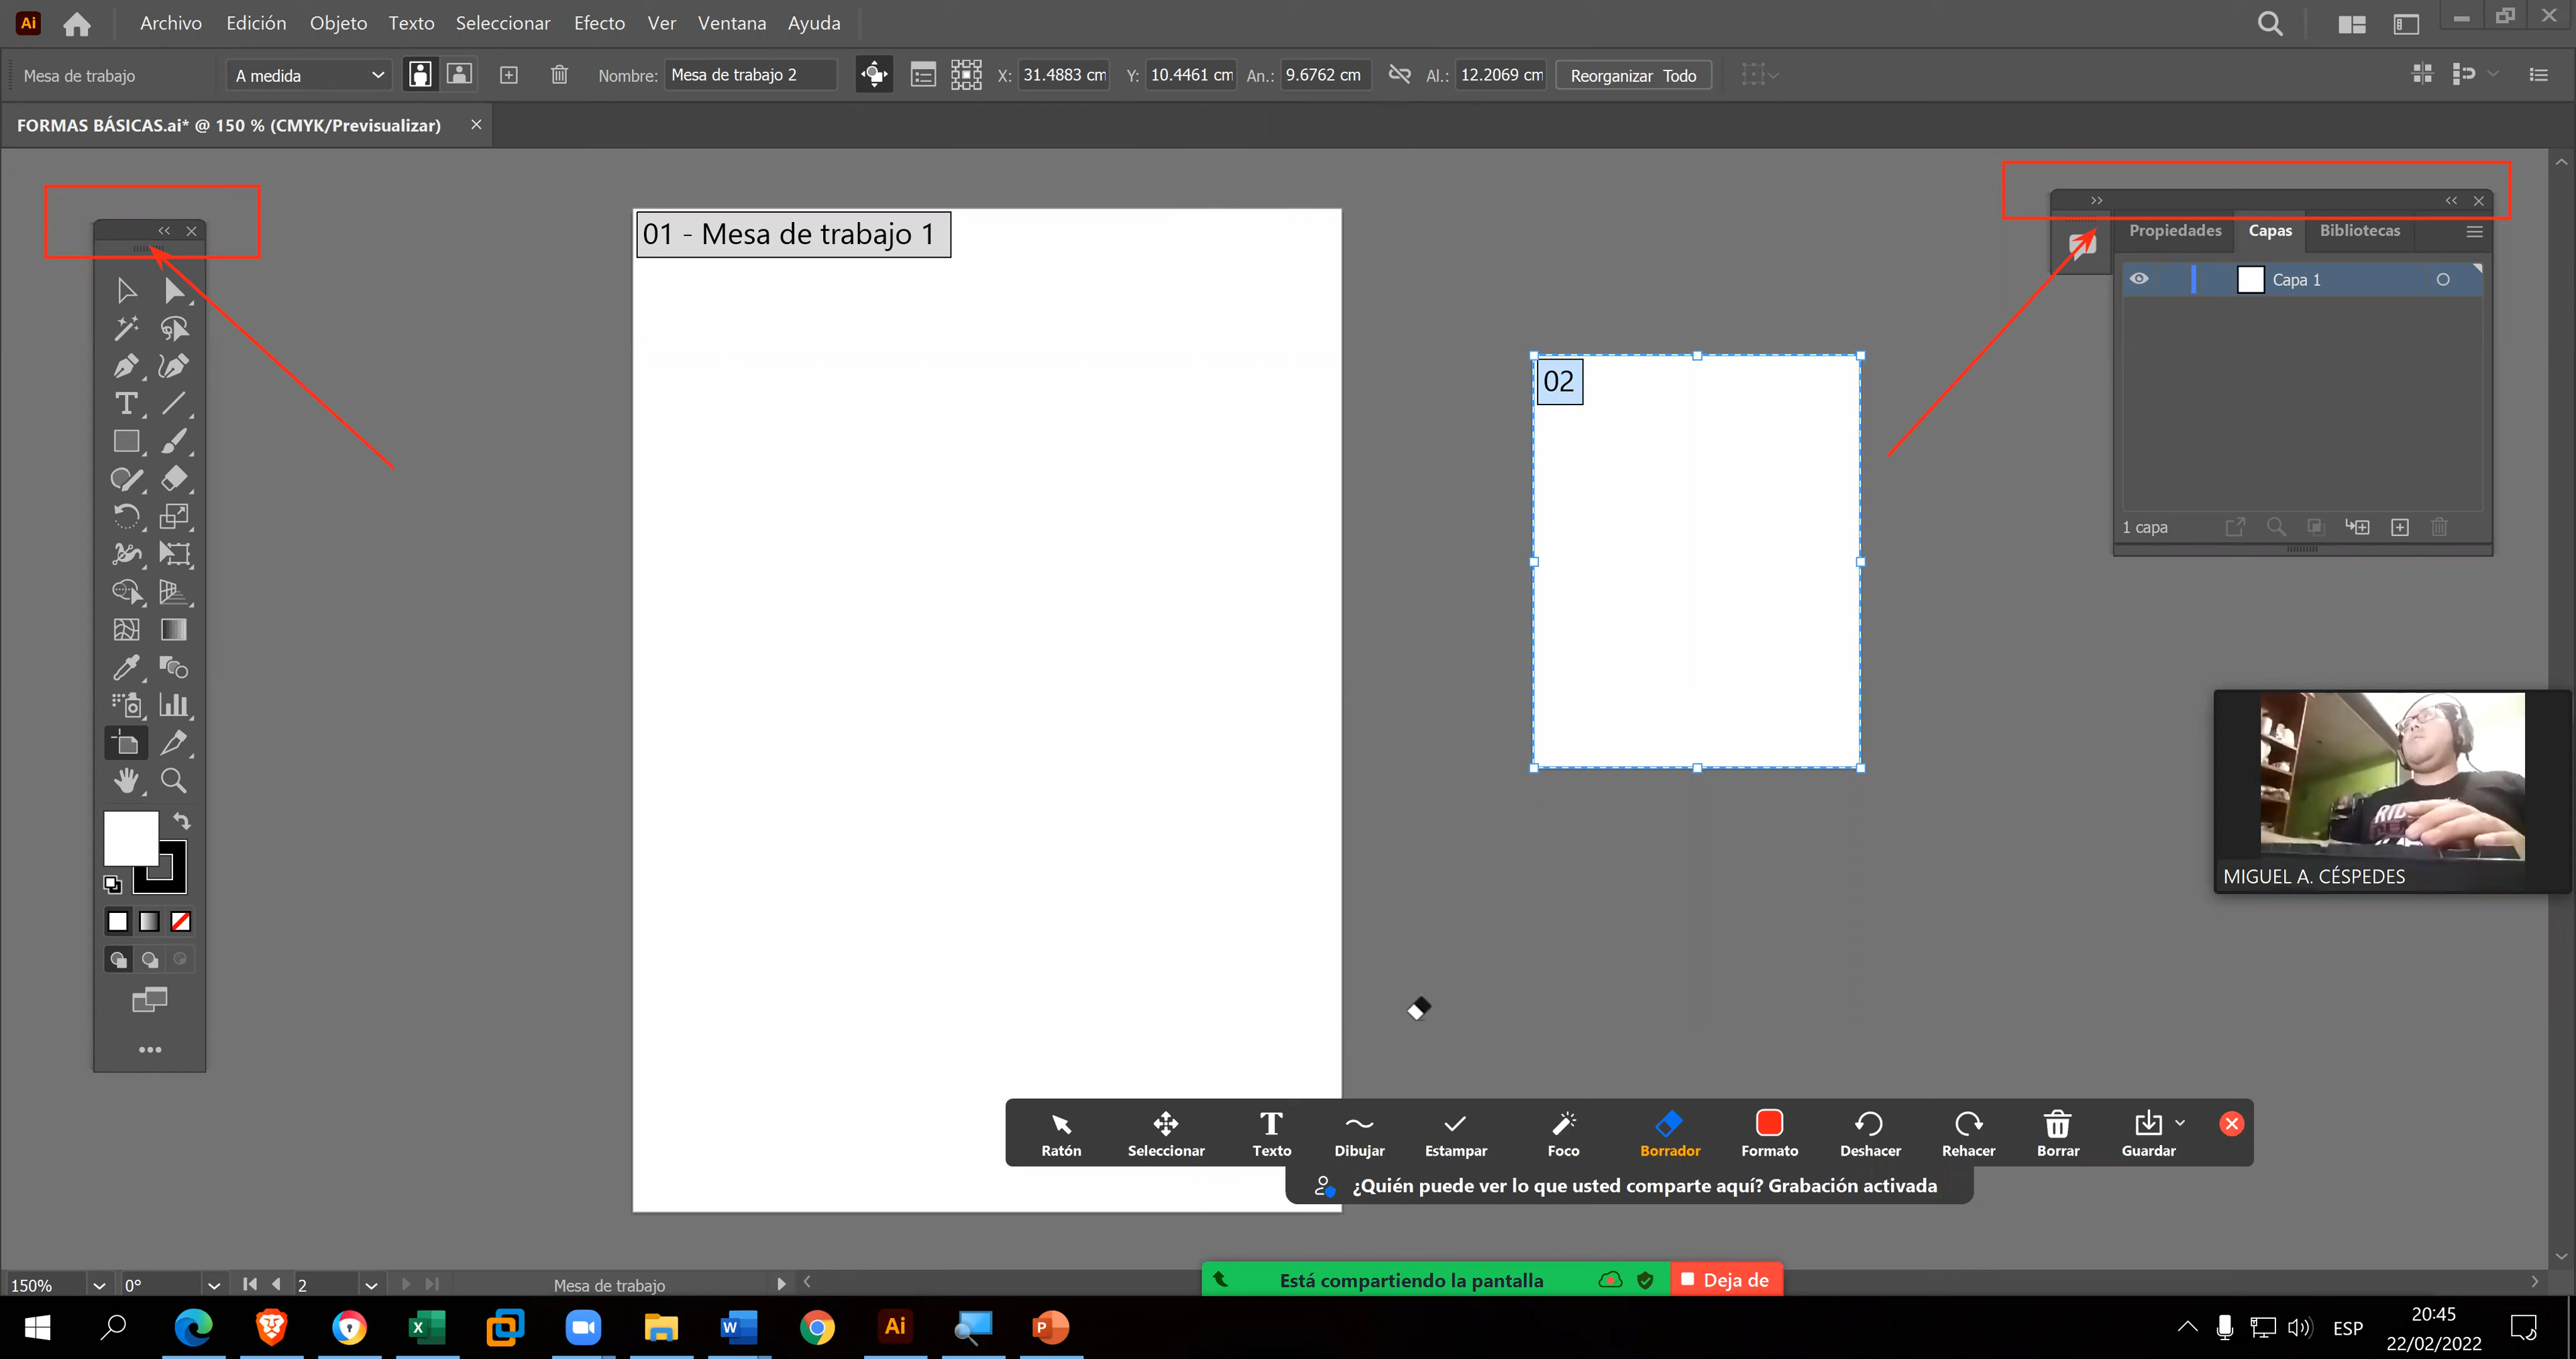 Ai Archivo Edición Objeto Texto Seleccionar Efecto Ver Ventana Ayuda
Mesa de trabajo A medida Nombre: Mesa de trabajo 2 X: 31.4883 cm Y: 10.4461 cm An.: 9.6762 cm Al.: 12.2069 cm Reorganizar Todo
FORMAS BÁSICAS.ai* @ 150 % (CMYK/Previsualizar)
01 - Mesa de trabajo 1
Propiedades Capas Bibliotecas
Capa 1
02
1 capa
RID
MIGUEL A. CÉSPEDES
Ratón Seleccionar Texto Dibujar Estampar Foco Borrador Formato Deshacer Rehacer Borrar Guardar
¿Quién puede ver lo que usted comparte aquí? Grabación activada
150% 0° 2 Mesa de trabajo
Está compartiendo la pantalla Deja de
ESP
20:45
22/02/2022